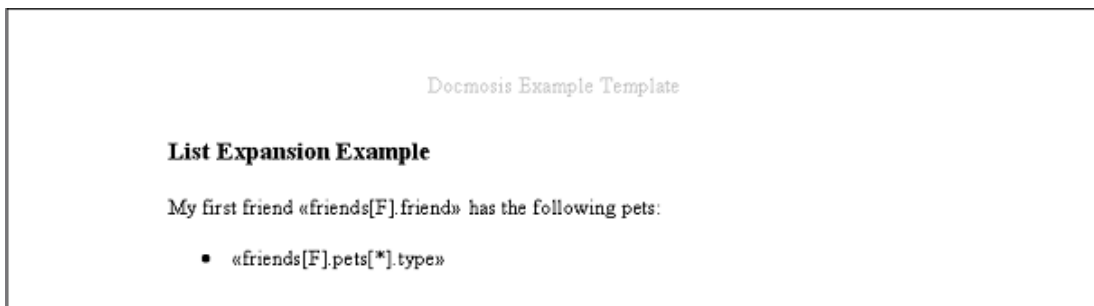 Docmosis Example Template
List Expansion Example
My first friend «friends[F].friend» has the following pets:
• «friends[F].pets[*].type»